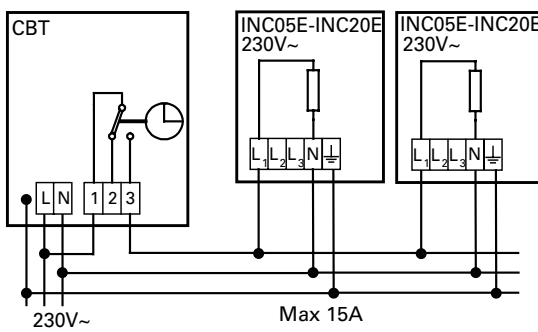 CBT
L N 1 2 3
230V~
INC05E-INC20E
230V~
L1 L2 L3 N
INC05E-INC20E
230V~
L1 L2 L3 N
Max 15A